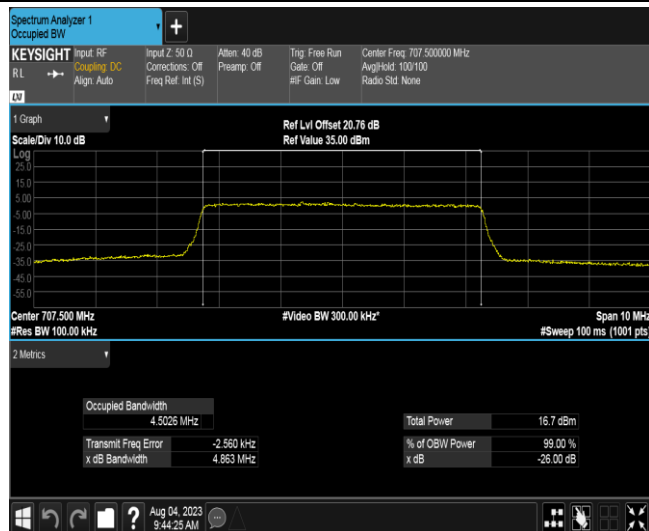 Spectrum Analyzer 1
Occupied BW
+
KEYSIGHT
RL
Input: RF
Coupling: DC
Align: Auto
Input Z: 50 Ω
Corrections: Off
Freq Ref: Int (S)
Atten: 40 dB
Preamp: Off
Trig: Free Run
Gate: Off
#IF Gain: Low
Center Freq: 707.500000 MHz
Avg|Hold: 100/100
Radio Std: None
1 Graph
Scale/Div 10.0 dB
Ref Lvl Offset 20.76 dB
Ref Value 35.00 dBm
Log
25.0
15.0
5.00
-5.00
-15.0
-25.0
-35.0
-45.0
-55.0
Center 707.500 MHz
#Res BW 100.00 kHz
#Video BW 300.00 kHz*
Span 10 MHz
#Sweep 100 ms (1001 pts)
2 Metrics
Occupied Bandwidth
4.5026 MHz
Transmit Freq Error -2.560 kHz
x dB Bandwidth 4.863 MHz
Total Power 16.7 dBm
% of OBW Power 99.00 %
x dB -26.00 dB
?
Aug 04, 2023
9:44:25 AM